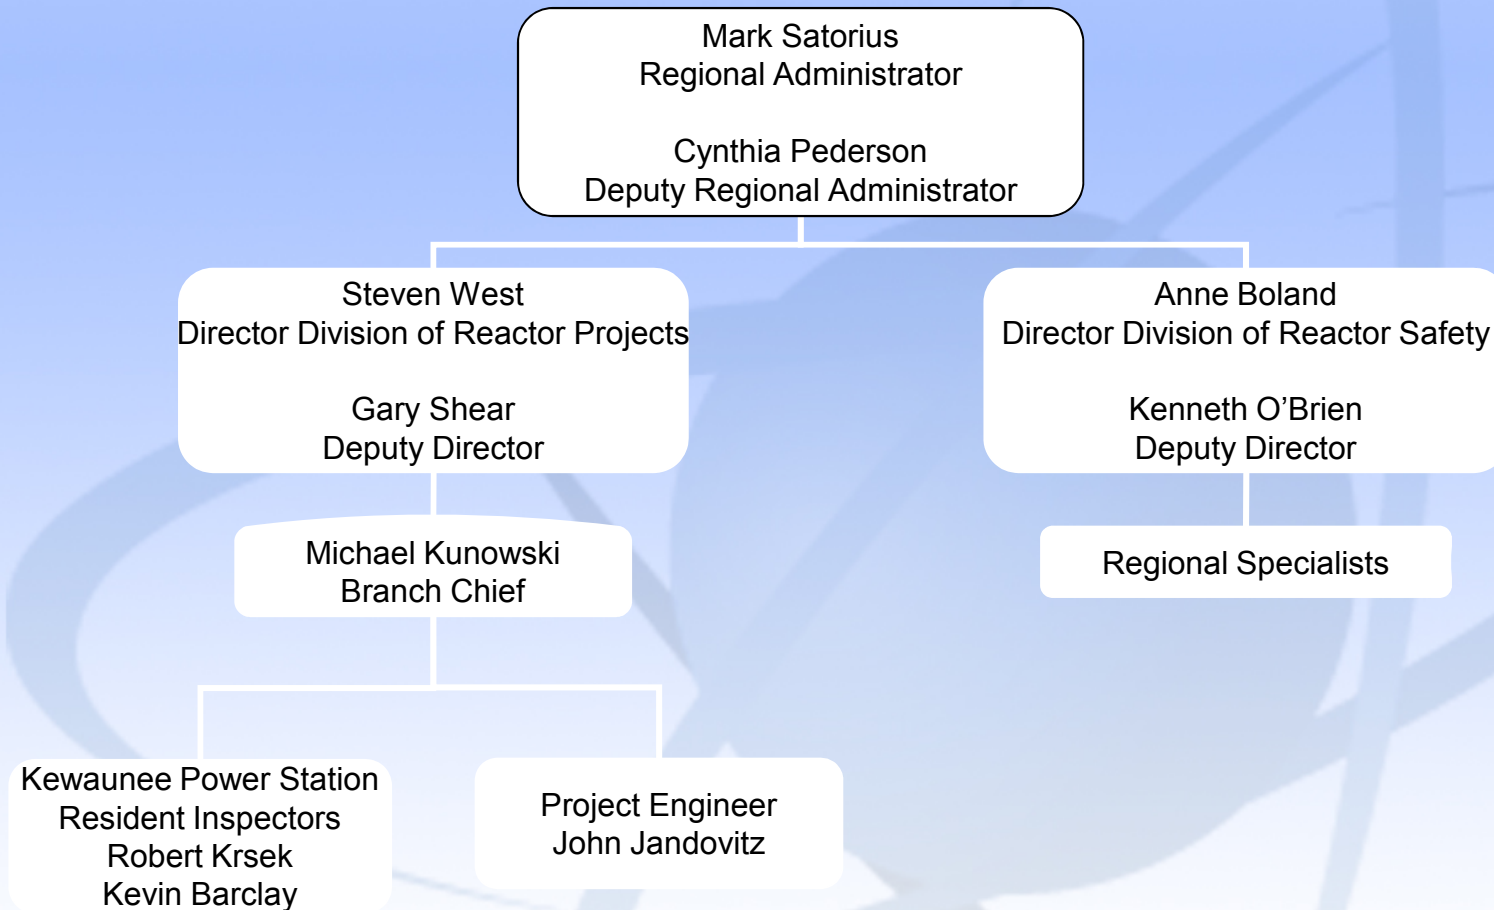 Mark Satorius
Regional Administrator
Cynthia Pederson
Deputy Regional Administrator
Steven West
Director Division of Reactor Projects
Gary Shear
Deputy Director
Anne Boland
Director Division of Reactor Safety
Kenneth O’Brien
Deputy Director
Michael Kunowski
Branch Chief
Regional Specialists
Kewaunee Power Station
Resident Inspectors
Robert Krsek
Kevin Barclay
Project Engineer
John Jandovitz